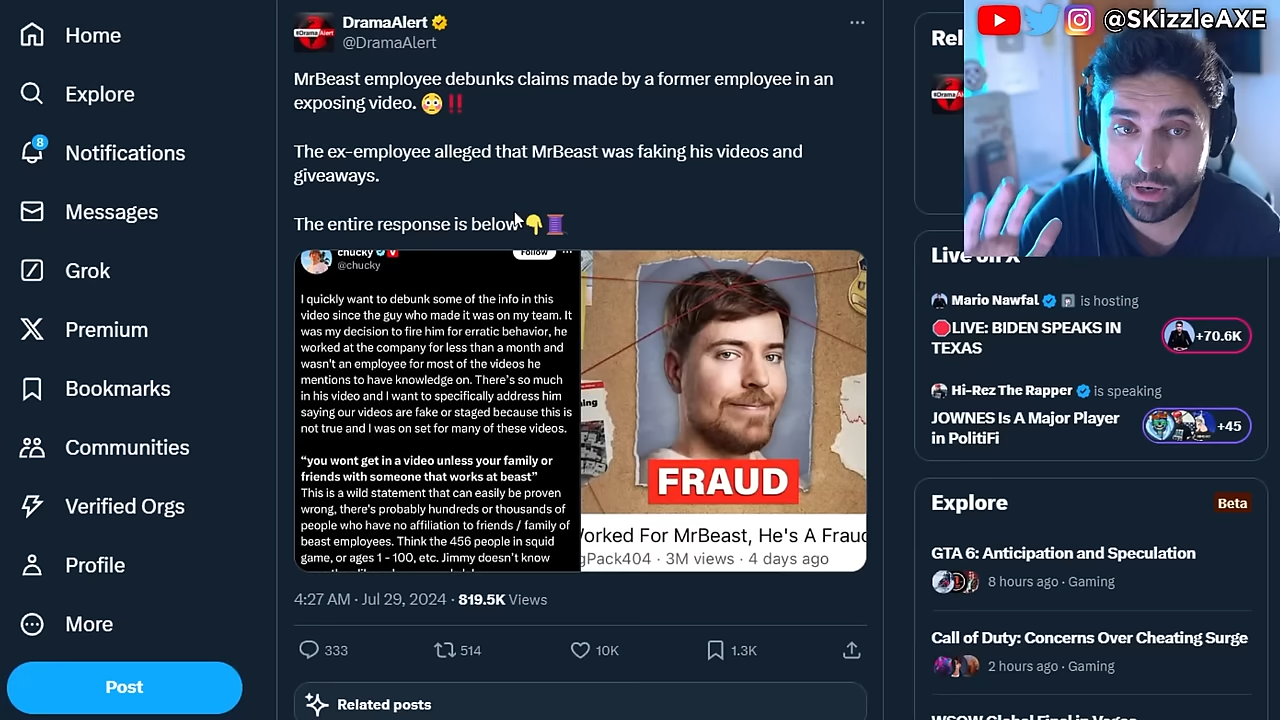 Home
Explore
8
Notifications
Messages
Grok
Premium
Bookmarks
Communities
Verified Orgs
Profile
More
Post
DramaAlert
@DramaAlert
MrBeast employee debunks claims made by a former employee in an
exposing video. 😳‼️
The ex-employee alleged that MrBeast was faking his videos and
giveaways.
The entire response is below👇🧵
chucky
@chucky
Follow
I quickly want to debunk some of the info in this
video since the guy who made it was on my team. It
was my decision to fire him for erratic behavior, he
worked at the company for less than a month and
wasn't an employee for most of the videos he
mentions to have knowledge on. There's so much
in his video and I want to specifically address him
saying our videos are fake or staged because this is
not true and I was on set for many of these videos.
"you wont get in a video unless your family or
friends with someone that works at beast"
This is a wild statement that can easily be proven
wrong, there's probably hundreds or thousands of
people who have no affiliation to friends / family of
beast employees. Think the 456 people in squid
game, or ages 1 - 100, etc. Jimmy doesn't know
FRAUD
Worked For MrBeast, He's A Fraud
gPack404 · 3M views · 4 days ago
4:27 AM · Jul 29, 2024 · 819.5K Views
333
514
10K
1.3K
Related posts
@SKizzleAXE
Rel
Live on X
Mario Nawfal is hosting
🛑LIVE: BIDEN SPEAKS IN
TEXAS
+70.6K
Hi-Rez The Rapper is speaking
JOWNES Is A Major Player
in PolitiFi
+45
Explore
Beta
GTA 6: Anticipation and Speculation
8 hours ago · Gaming
Call of Duty: Concerns Over Cheating Surge
2 hours ago · Gaming
WSOW Global Final in Vegas